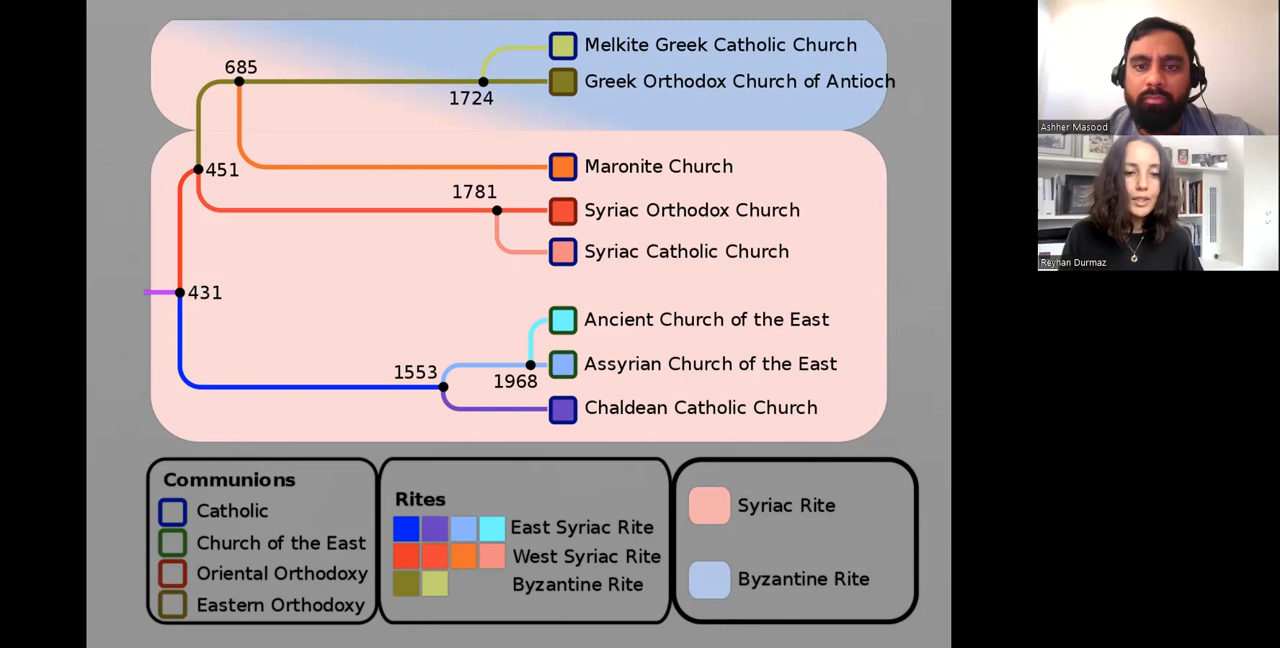 Melkite Greek Catholic Church
685
Greek Orthodox Church of Antioch
1724
Maronite Church
451
1781
Syriac Orthodox Church
Syriac Catholic Church
431
Ancient Church of the East
1553
Assyrian Church of the East
1968
Chaldean Catholic Church
Communions
Catholic
Church of the East
Oriental Orthodoxy
Eastern Orthodoxy
Rites
East Syriac Rite
West Syriac Rite
Byzantine Rite
Syriac Rite
Byzantine Rite
Ashher Masood
Reyhan Durmaz